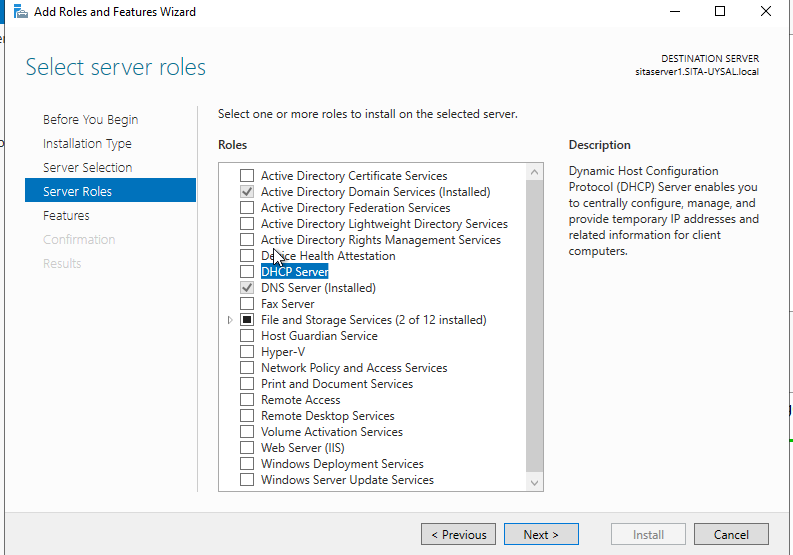 Add Roles and Features Wizard
Select server roles
DESTINATION SERVER
sitaserver1.SITA-UYSAL.local
Before You Begin
Installation Type
Server Selection
Server Roles
Features
Confirmation
Results
Select one or more roles to install on the selected server.
Roles
Active Directory Certificate Services
Active Directory Domain Services (Installed)
Active Directory Federation Services
Active Directory Lightweight Directory Services
Active Directory Rights Management Services
Device Health Attestation
DHCP Server
DNS Server (Installed)
Fax Server
File and Storage Services (2 of 12 installed)
Host Guardian Service
Hyper-V
Network Policy and Access Services
Print and Document Services
Remote Access
Remote Desktop Services
Volume Activation Services
Web Server (IIS)
Windows Deployment Services
Windows Server Update Services
Description
Dynamic Host Configuration
Protocol (DHCP) Server enables you
to centrally configure, manage, and
provide temporary IP addresses and
related information for client
computers.
< Previous
Next >
Install
Cancel